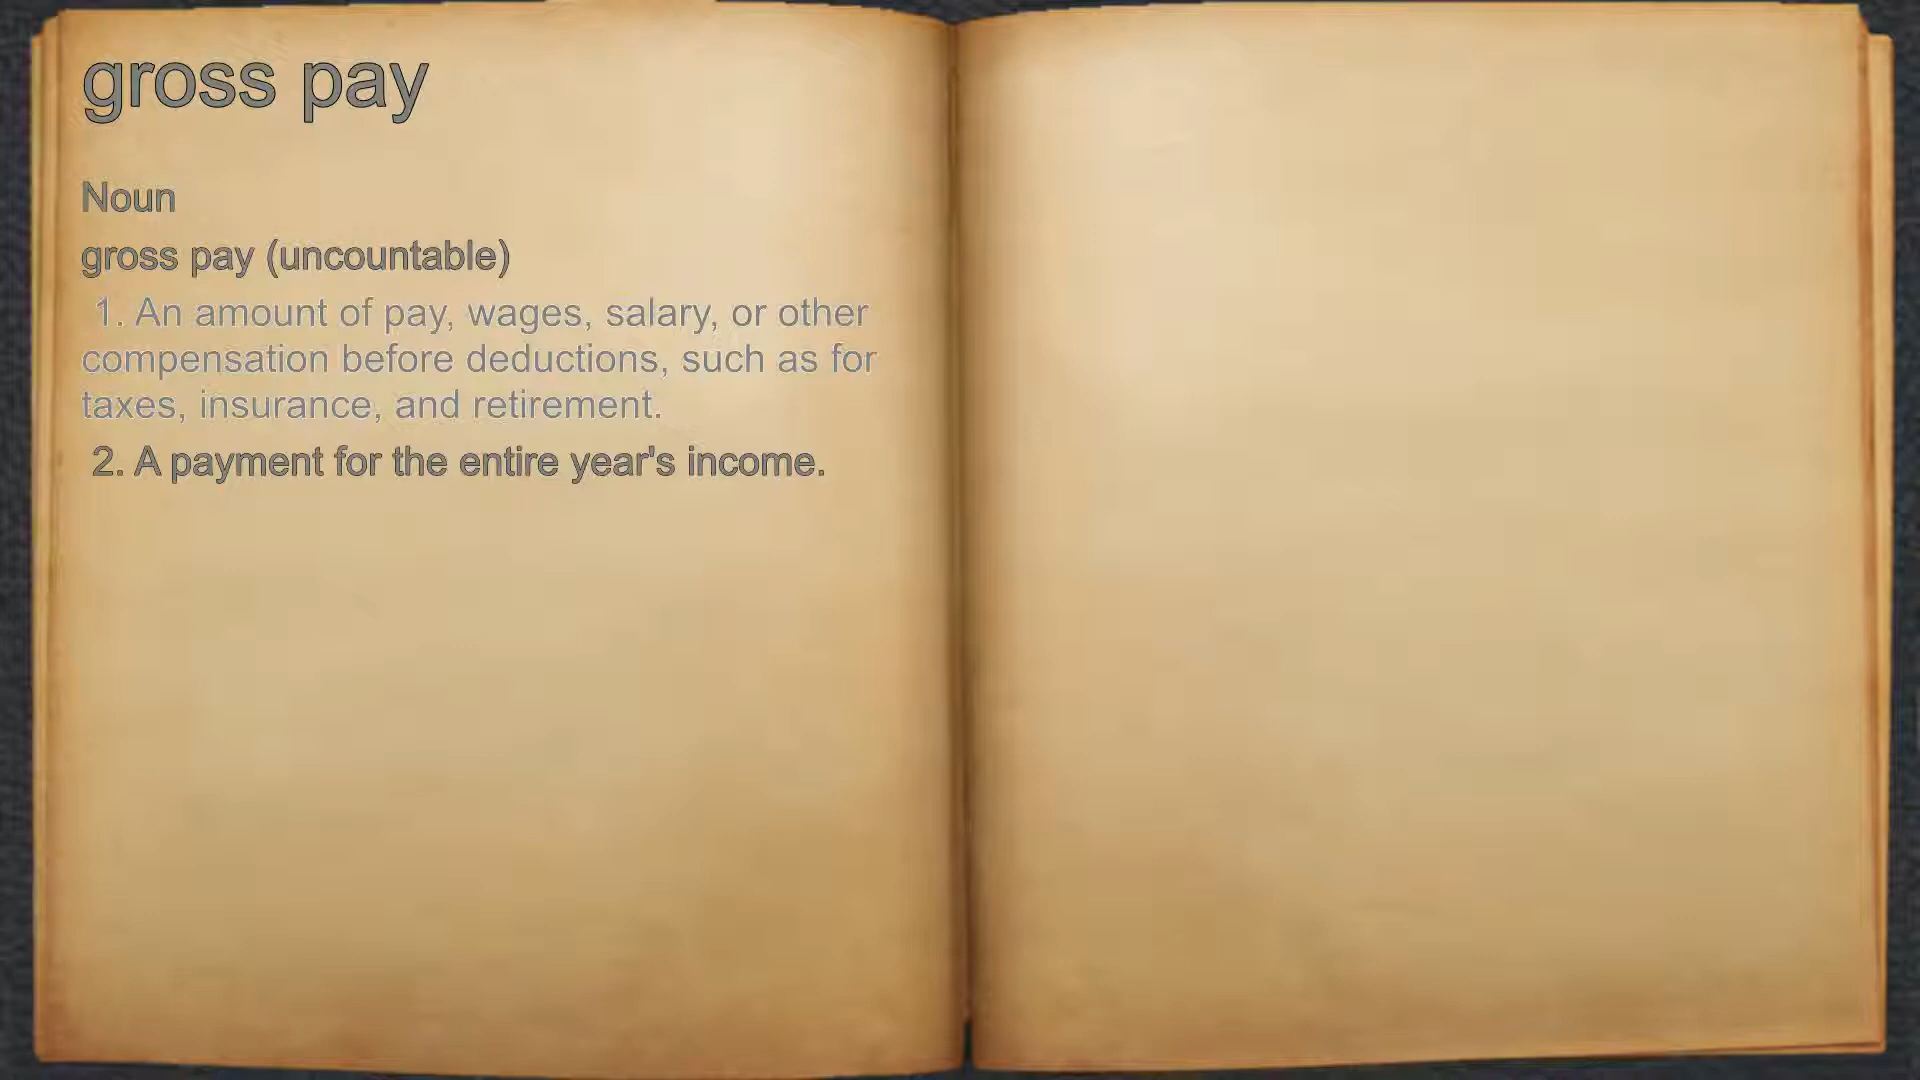 gross pay
Noun
gross pay (uncountable)
1. An amount of pay, wages, salary, or other
compensation before deductions, such as for
taxes, insurance, and retirement.
2. A payment for the entire year's income.